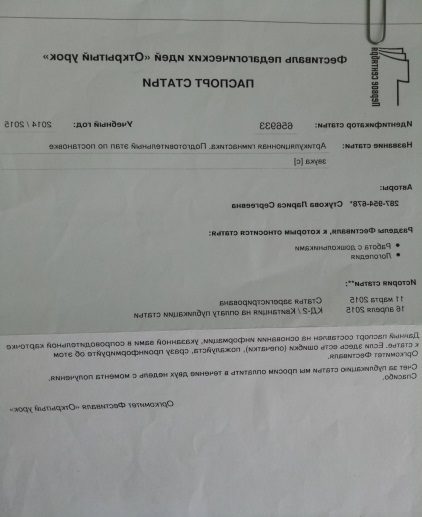 Фестиваль педагогических идей «Открытый урок»
ПАСПОРТ СТАТЬИ
Идентификатор статьи: 656933 Учебный год: 2014 / 2015
Название статьи: Артикуляционная гимнастика. Подготовительный этап по постановке
звука [с]
Авторы:
287-954-678* Стукова Лариса Сергеевна
Разделы Фестиваля, к которым относится статья:
• Работа с дошкольниками
• Логопедия
История статьи**:
11 марта 2015 Статья зарегистрирована
16 апреля 2015 КД-2 / Квитанция на оплату публикации статьи
Данный паспорт составлен на основании информации, указанной вами в сопроводительной карточке
к статье. Если здесь есть ошибки (опечатки), пожалуйста, сразу проинформируйте об этом
Оргкомитет Фестиваля.
Счет за публикацию статьи мы просим оплатить в течение двух недель с момента получения.
Спасибо.
Оргкомитет Фестиваля «Открытый урок»